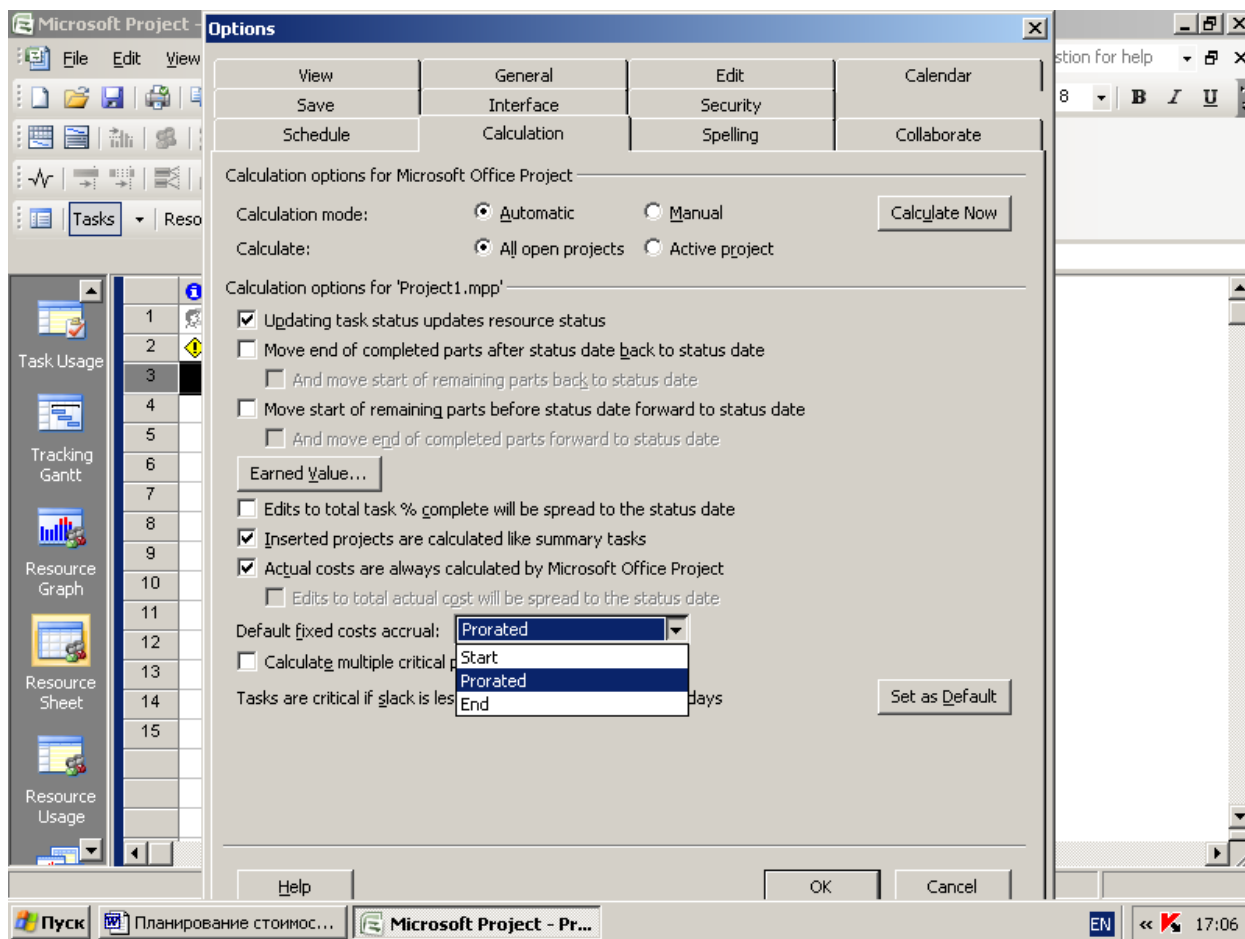 Microsoft Project -
Options
File Edit View
stion for help
View General Edit Calendar
Save Interface Security
8 B I U
Schedule Calculation Spelling Collaborate
Calculation options for Microsoft Office Project
Tasks Reso
Calculation mode: Automatic Manual Calculate Now
Calculate: All open projects Active project
Calculation options for 'Project1.mpp'
1
Updating task status updates resource status
2
Move end of completed parts after status date back to status date
Task Usage
3
And move start of remaining parts back to status date
4
Move start of remaining parts before status date forward to status date
5
And move end of completed parts forward to status date
Tracking
Gantt
6
Earned Value...
7
8
Edits to total task % complete will be spread to the status date
9
Inserted projects are calculated like summary tasks
Resource
Graph
10
Actual costs are always calculated by Microsoft Office Project
11
Edits to total actual cost will be spread to the status date
12
Default fixed costs accrual: Prorated
Start
Prorated
End
13
Calculate multiple critical p
Resource
Sheet
14
Tasks are critical if slack is les days Set as Default
15
Resource
Usage
Help OK Cancel
Пуск Планирование стоимос... Microsoft Project - Pr... EN « 17:06